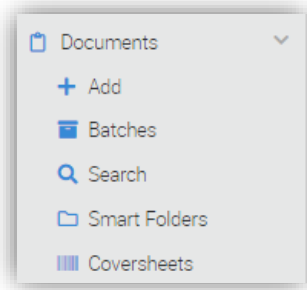 Documents
Add
Batches
Search
Smart Folders
Coversheets